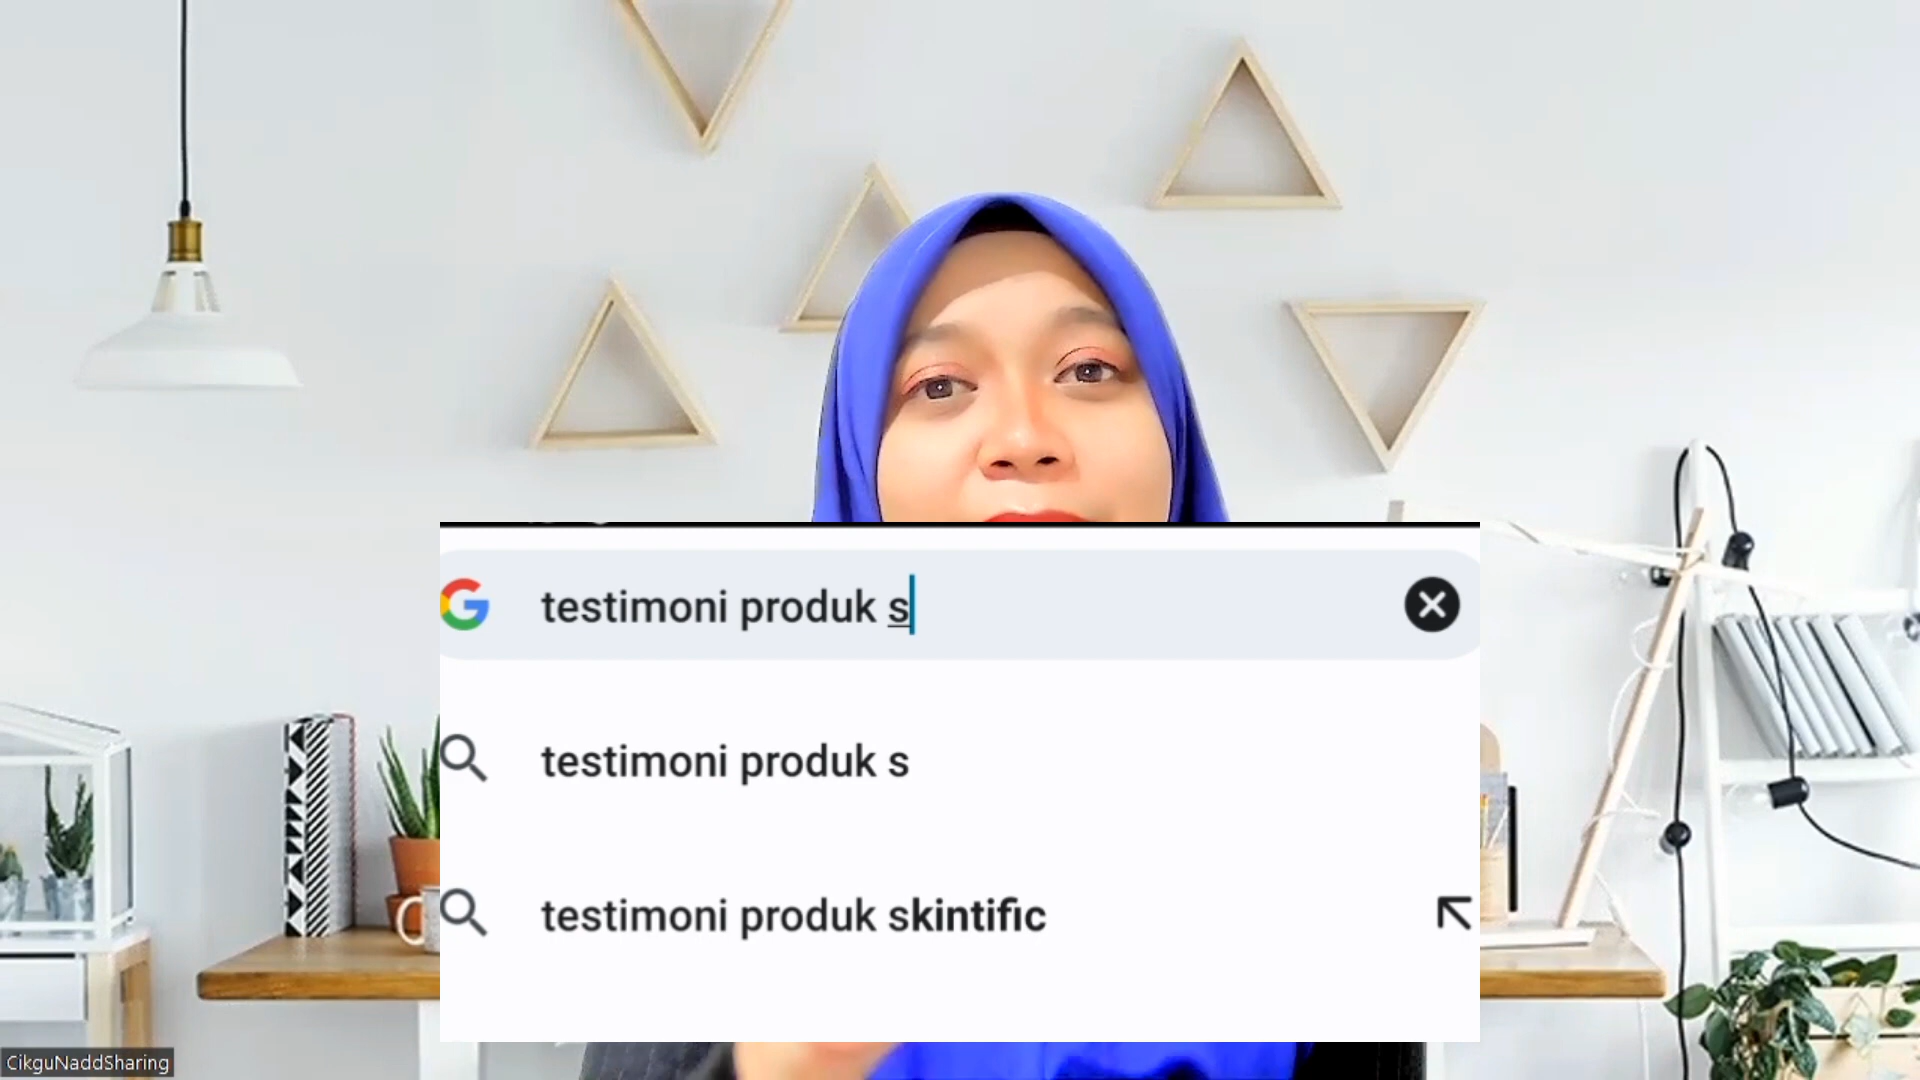 testimoni produk s
testimoni produk s
testimoni produk skintific
CikguNaddSharing